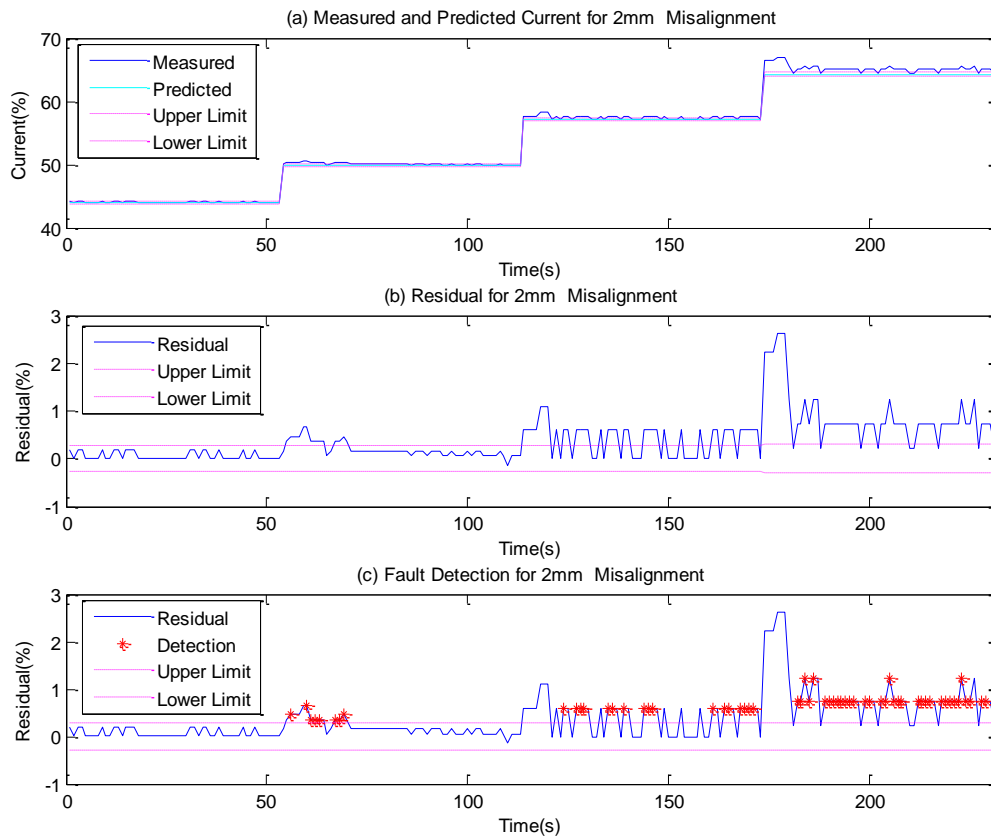 (a) Measured and Predicted Current for 2mm Misalignment
70
60
50
40
Current(%)
Measured
Predicted
Upper Limit
Lower Limit
0
50
100
150
200
Time(s)
(b) Residual for 2mm Misalignment
3
2
1
0
-1
Residual(%)
Residual
Upper Limit
Lower Limit
0
50
100
150
200
Time(s)
(c) Fault Detection for 2mm Misalignment
3
2
1
0
-1
Residual(%)
Residual
Detection
Upper Limit
Lower Limit
0
50
100
150
200
Time(s)